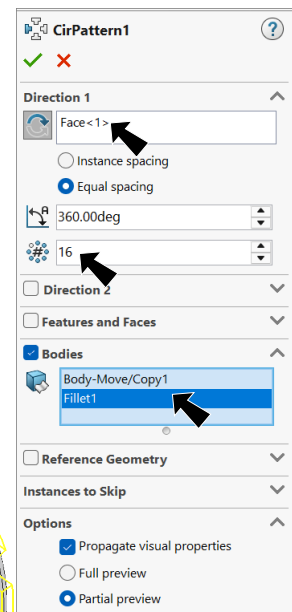 CirPattern1
?
Direction 1
Face<1>
Instance spacing
Equal spacing
A
360.00deg
#
16
Direction 2
Features and Faces
Bodies
Body-Move/Copy1
Fillet1
Reference Geometry
Instances to Skip
Options
Propagate visual properties
Full preview
Partial preview